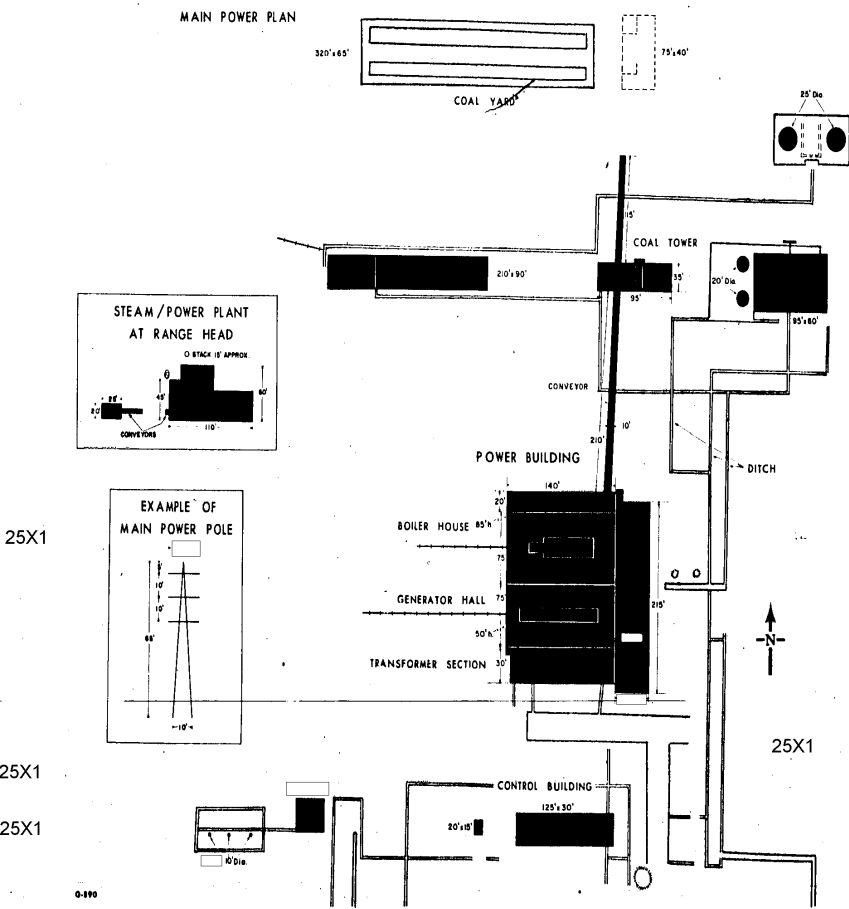 MAIN POWER PLAN
320'x65'
75'x40'
COAL YARD
25' Dia.
115'
COAL TOWER
210'x90'
35'
95'
20' Dia.
95'x60'
STEAM/POWER PLANT
AT RANGE HEAD
O STACK 15' APPROX.
25'
20'
45'
60'
CONVEYORS
110'
CONVEYOR
210'
10'
POWER BUILDING
DITCH
140'
20'
EXAMPLE OF
MAIN POWER POLE
BOILER HOUSE 85'h
75'
25X1
10'
10'
GENERATOR HALL
75'
215'
65'
50'h
N
TRANSFORMER SECTION
30'
10'
25X1
25X1
CONTROL BUILDING
125'x30'
20'x15'
25X1
10' Dia.
G-890